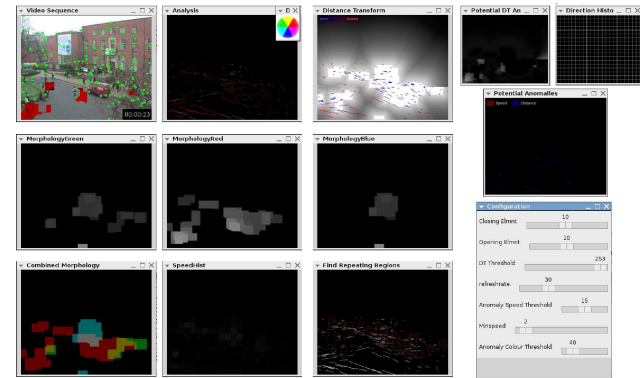 Video Sequence
Analysis
D
Distance Transform
Potential DT An
Direction Histo
00:00:23
Potential Anomalies
Speed
Distance
MorphologyGreen
MorphologyRed
MorphologyBlue
Configuration
Closing Elmnt
10
Opening Elmnt
10
DT Threshold
253
refreshrate
30
Anomaly Speed Threshold
15
Minspeed
2
Anomaly Colour Threshold
40
Combined Morphology
SpeedHist
Find Repeating Regions